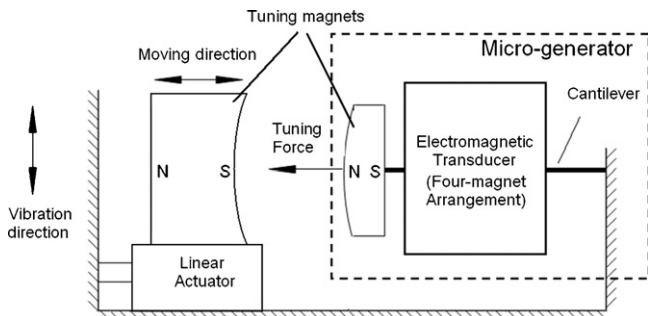 Tuning magnets
Micro-generator
Moving direction
Cantilever
Tuning
Force
Electromagnetic
Transducer
(Four-magnet
Arrangement)
N
S
N
S
Vibration
direction
Linear
Actuator